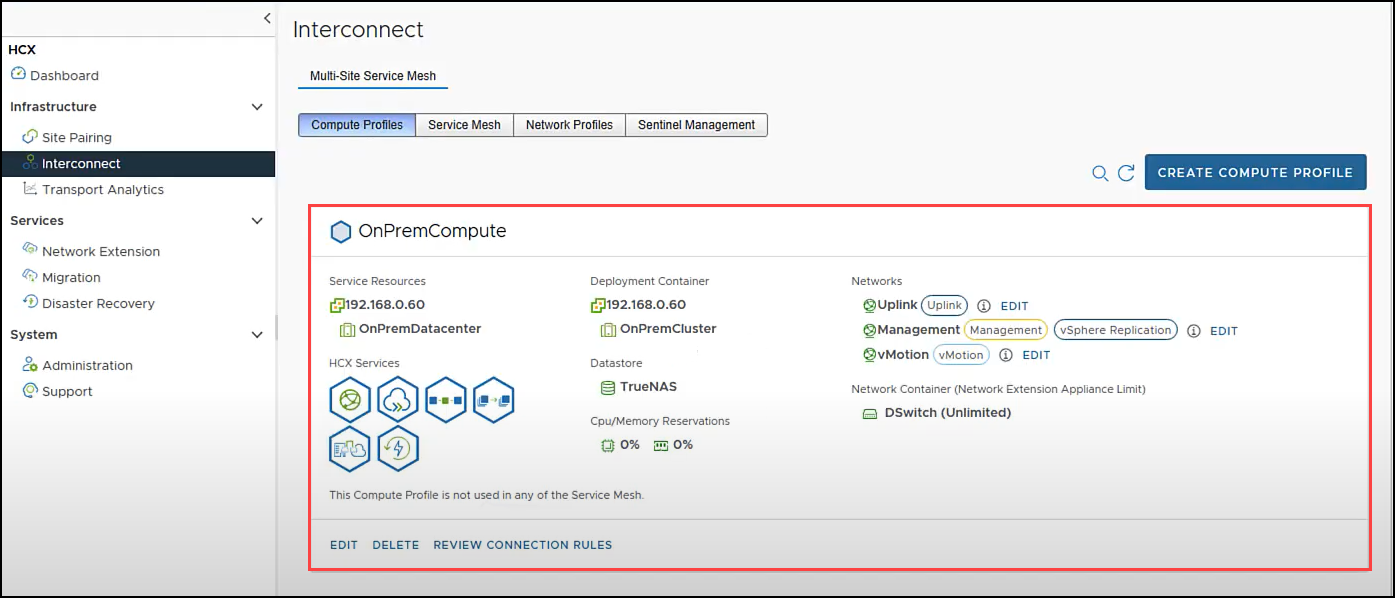 HCX
Dashboard
Infrastructure
Site Pairing
Interconnect
Transport Analytics
Services
Network Extension
Migration
Disaster Recovery
System
Administration
Support
Interconnect
Multi-Site Service Mesh
Compute Profiles Service Mesh Network Profiles Sentinel Management
CREATE COMPUTE PROFILE
OnPremCompute
Service Resources
192.168.0.60
OnPremDatacenter
HCX Services
Deployment Container
192.168.0.60
OnPremCluster
Datastore
TrueNAS
Cpu/Memory Reservations
0% 0%
Networks
Uplink Uplink EDIT
Management Management vSphere Replication EDIT
vMotion vMotion EDIT
Network Container (Network Extension Appliance Limit)
DSwitch (Unlimited)
This Compute Profile is not used in any of the Service Mesh.
EDIT DELETE REVIEW CONNECTION RULES